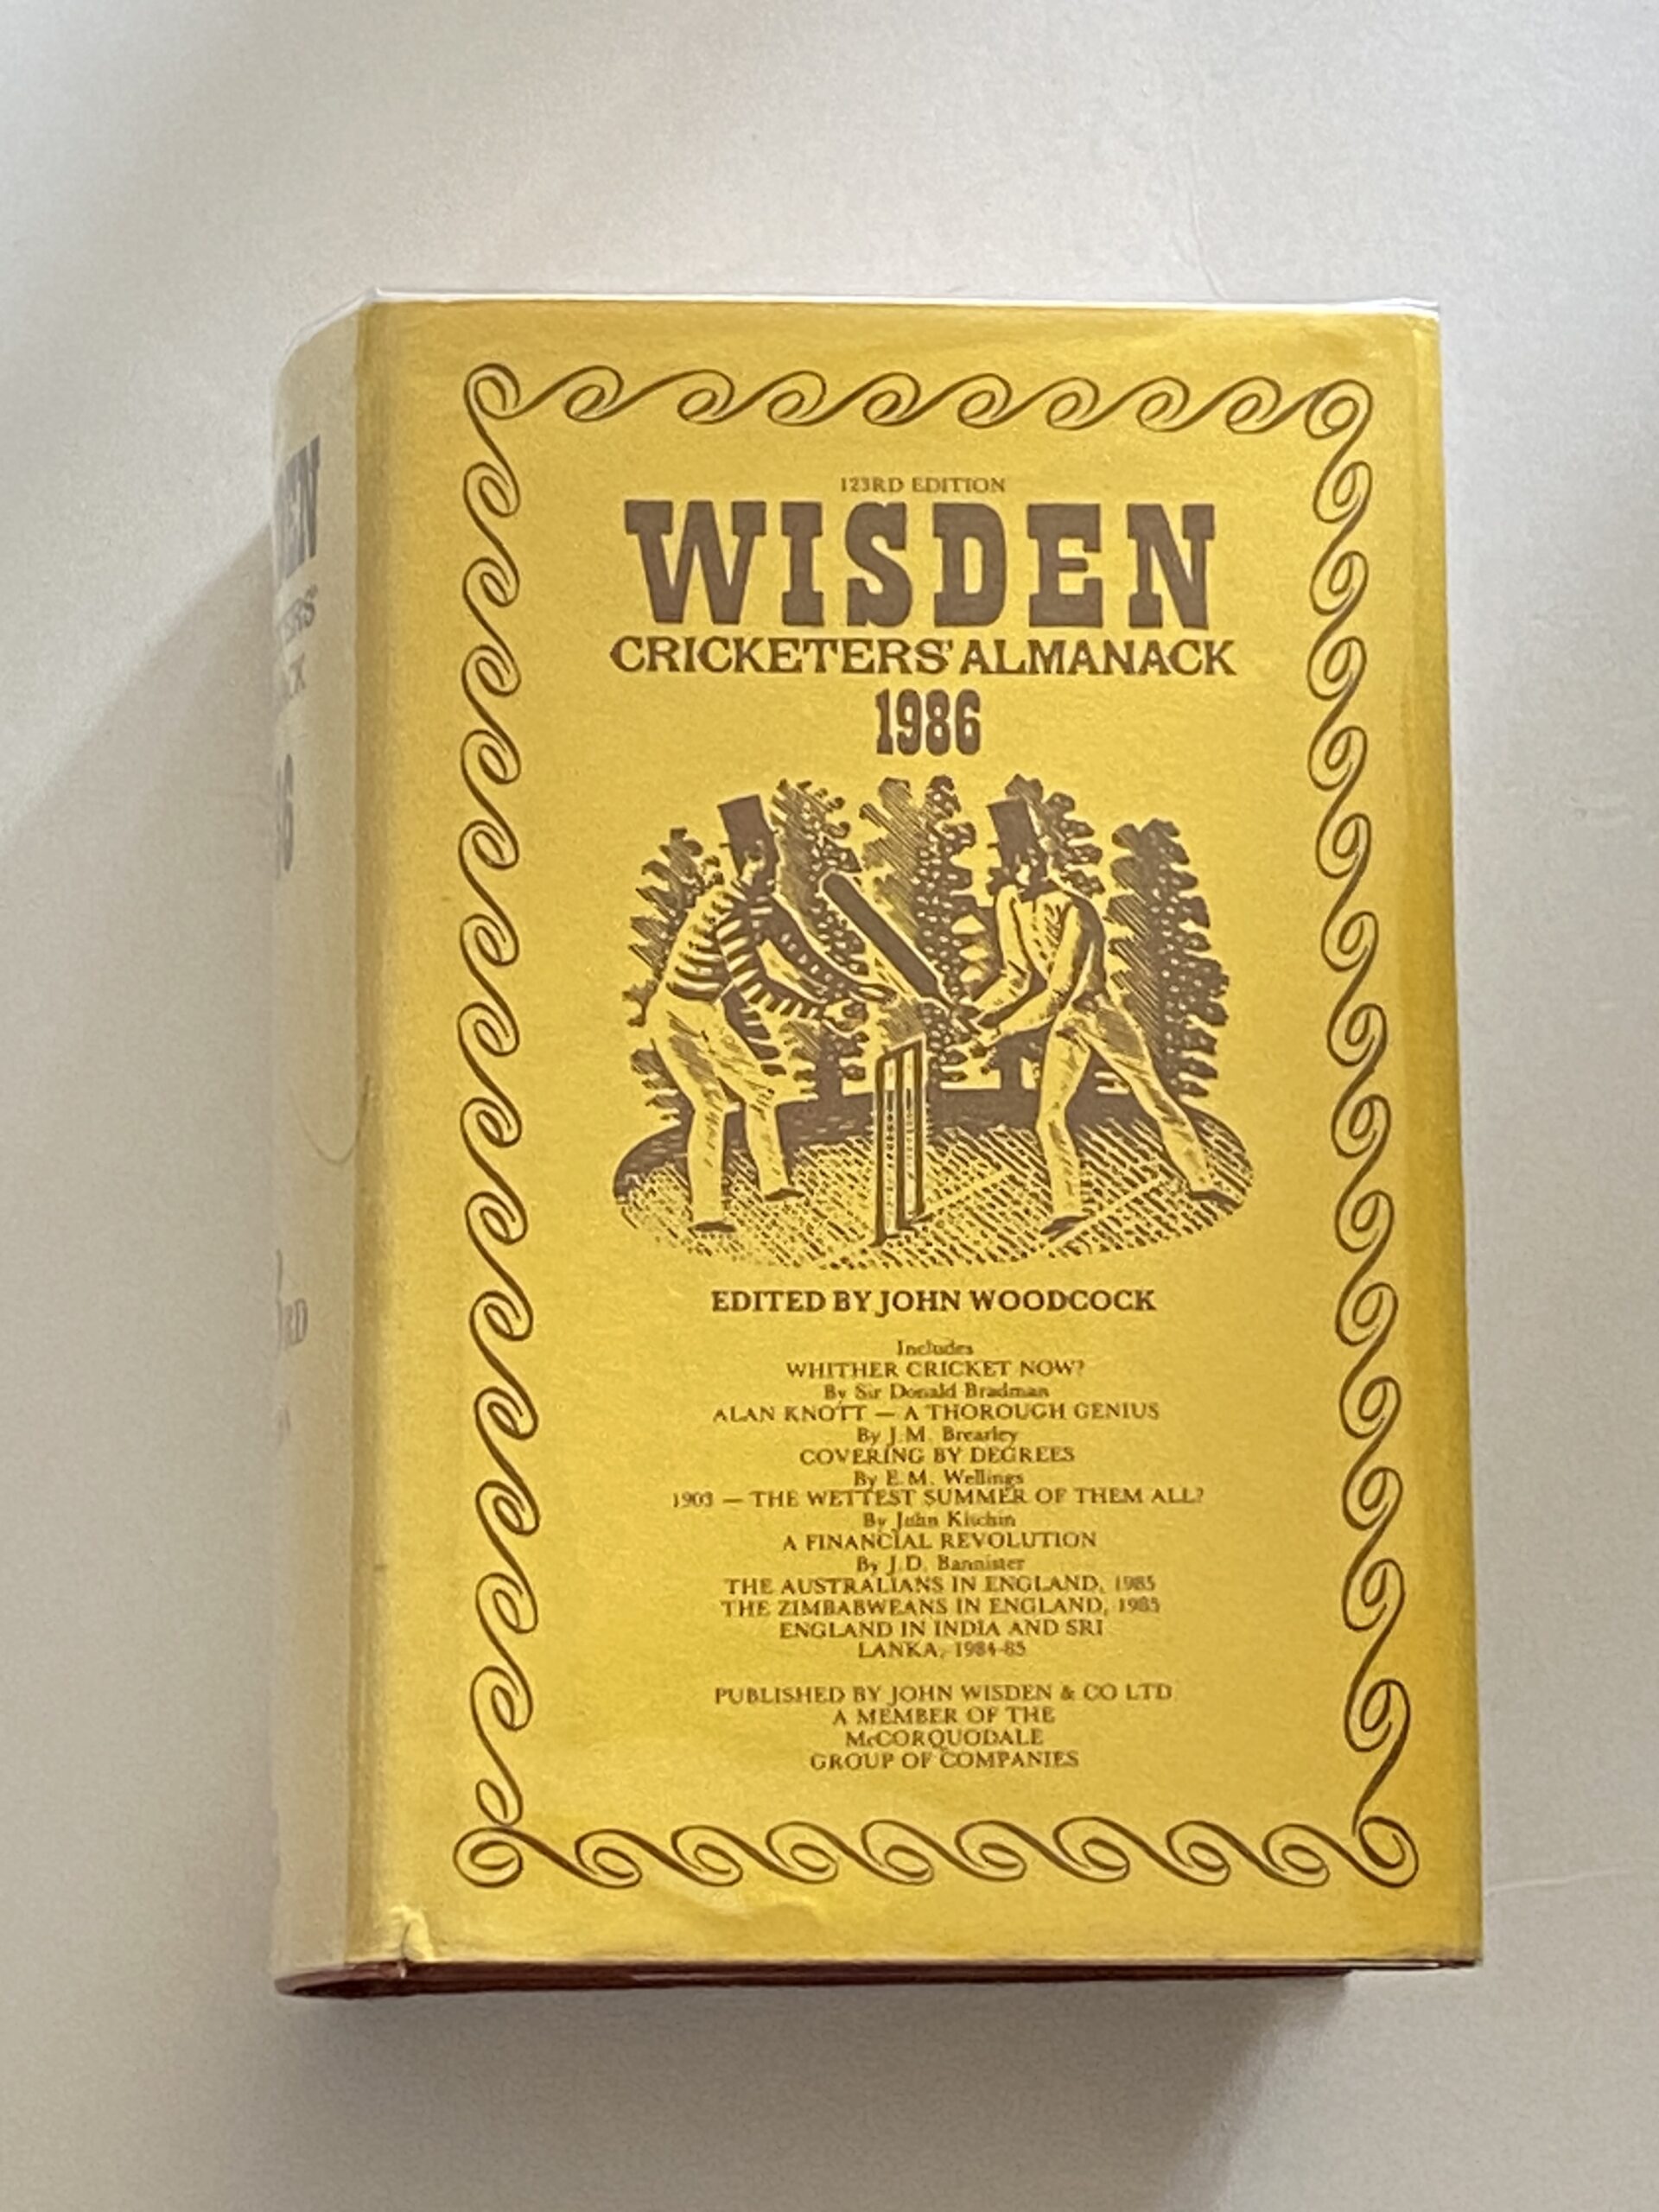 123RD EDITION
WISDEN
CRICKETERS' ALMANACK
1986
EDITED BY JOHN WOODCOCK
Includes
WHITHER CRICKET NOW?
By Sir Donald Bradman
ALAN KNOTT — A THOROUGH GENIUS
By J.M. Brearley
COVERING BY DEGREES
By E.M. Wellings
1903 — THE WETTEST SUMMER OF THEM ALL?
By John Kitchin
A FINANCIAL REVOLUTION
By J.D. Bannister
THE AUSTRALIANS IN ENGLAND, 1985
THE ZIMBABWEANS IN ENGLAND, 1985
ENGLAND IN INDIA AND SRI
LANKA, 1984-85
PUBLISHED BY JOHN WISDEN & CO LTD
A MEMBER OF THE
McCORQUODALE
GROUP OF COMPANIES